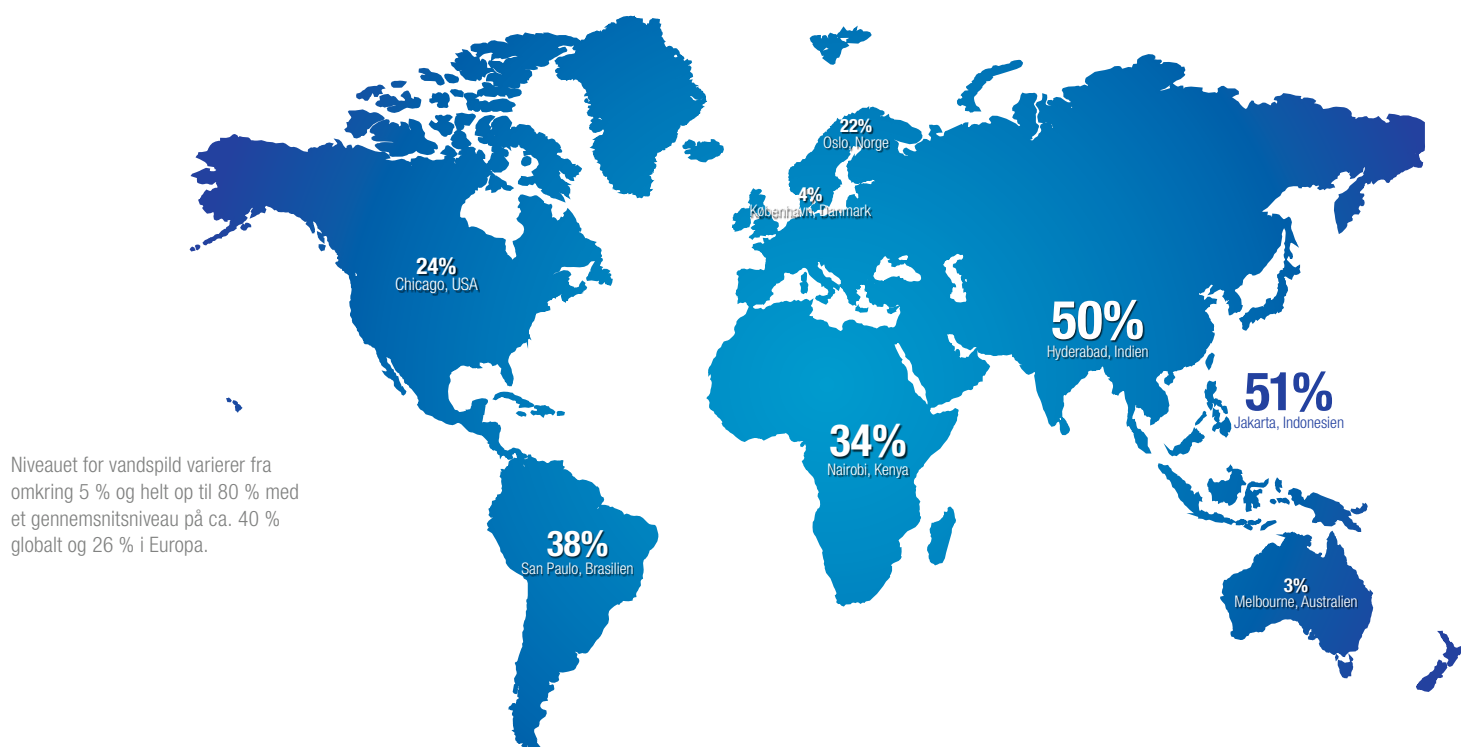 22%
Oslo, Norge
4%
København, Danmark
24%
Chicago, USA
50%
Hyderabad, Indien
51%
Jakarta, Indonesien
34%
Nairobi, Kenya
Niveauet for vandspild varierer fra
omkring 5 % og helt op til 80 % med
et gennemsnitsniveau på ca. 40 %
globalt og 26 % i Europa.
38%
San Paulo, Brasilien
3%
Melbourne, Australien